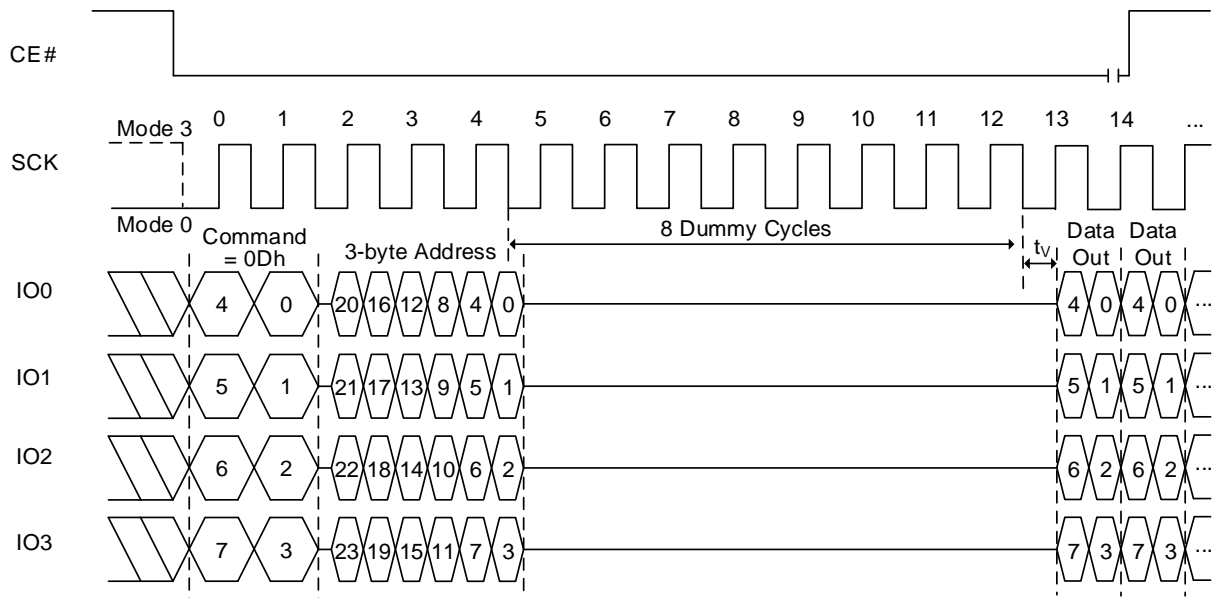 CE#
0 1 2 3 4 5 6 7 8 9 10 11 12 13 14 ...
Mode 3
SCK
Mode 0
Command
= 0Dh
3-byte Address
8 Dummy Cycles
tV
Data
Out
Data
Out
IO0
4 0 20 16 12 8 4 0 4 0 4 0 ...
IO1
5 1 21 17 13 9 5 1 5 1 5 1 ...
IO2
6 2 22 18 14 10 6 2 6 2 6 2 ...
IO3
7 3 23 19 15 11 7 3 7 3 7 3 ...